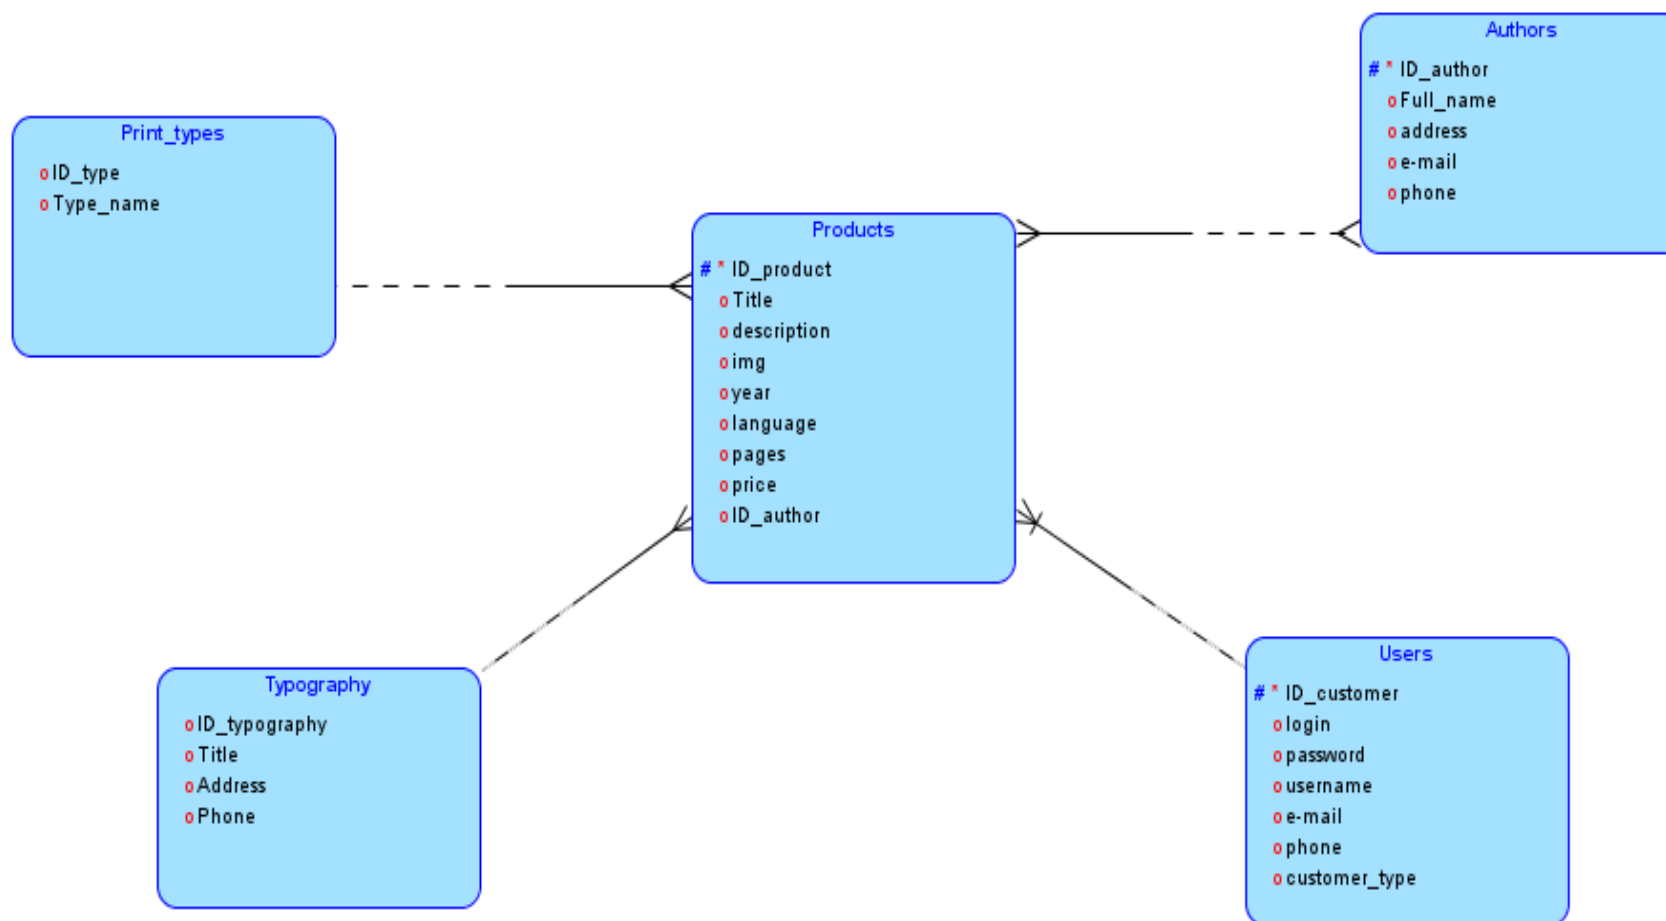 Print_types
o ID_type
o Type_name
Products
# * ID_product
o Title
o description
o img
o year
o language
o pages
o price
o ID_author
Authors
# * ID_author
o Full_name
o address
o e-mail
o phone
Typography
o ID_typography
o Title
o Address
o Phone
Users
# * ID_customer
o login
o password
o username
o e-mail
o phone
o customer_type